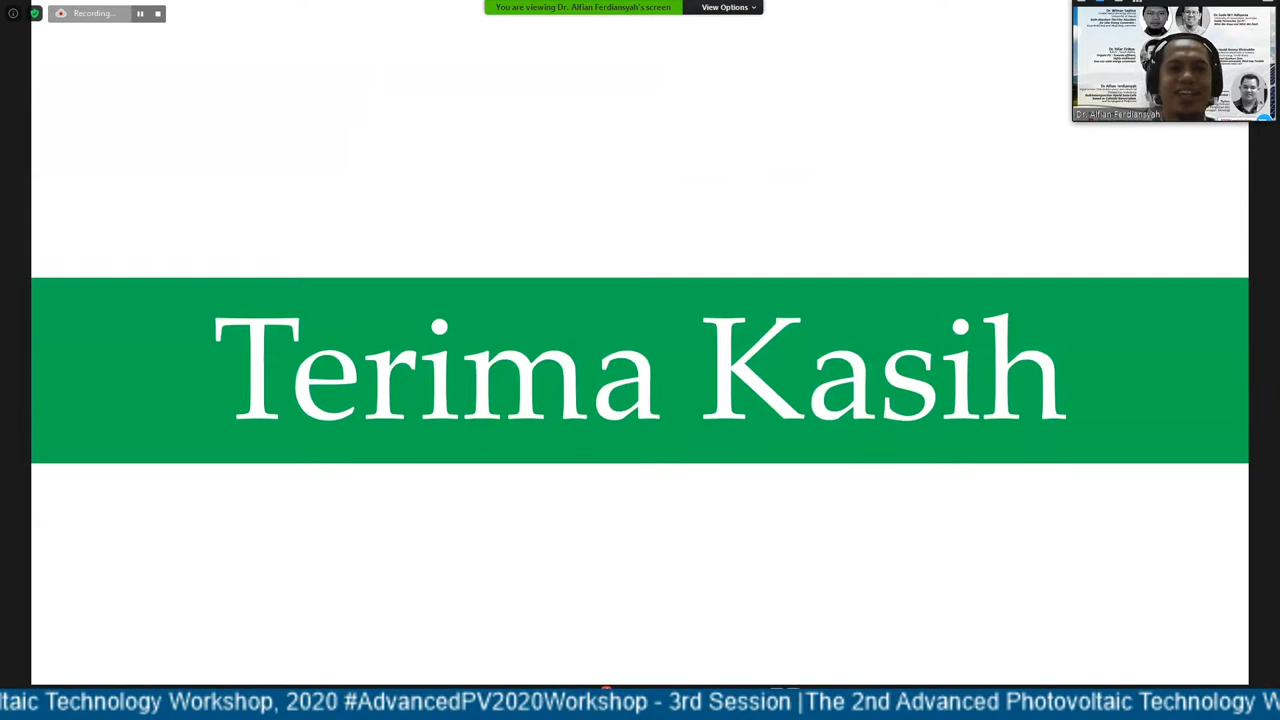 Recording...
You are viewing Dr. Alfian Ferdiansyah's screen
View Options
Dr. Alfian Ferdiansyah
Terima Kasih
ltaic Technology Workshop, 2020 #AdvancedPV2020Workshop - 3rd Session |The 2nd Advanced Photovoltaic Technology W